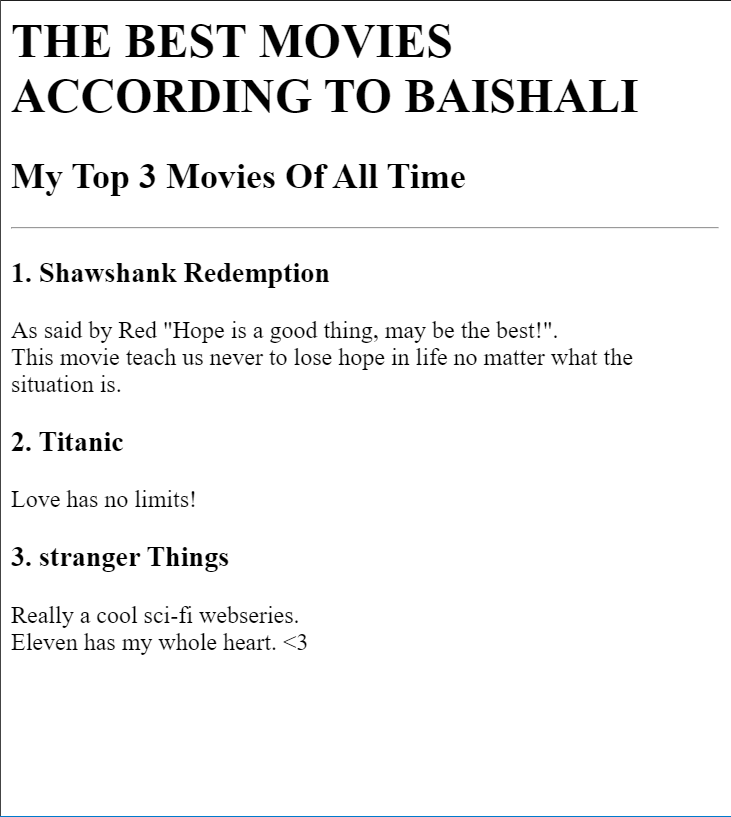 THE BEST MOVIES
ACCORDING TO BAISHALI
My Top 3 Movies Of All Time
1. Shawshank Redemption
As said by Red "Hope is a good thing, may be the best!".
This movie teach us never to lose hope in life no matter what the
situation is.
2. Titanic
Love has no limits!
3. stranger Things
Really a cool sci-fi webseries.
Eleven has my whole heart. <3